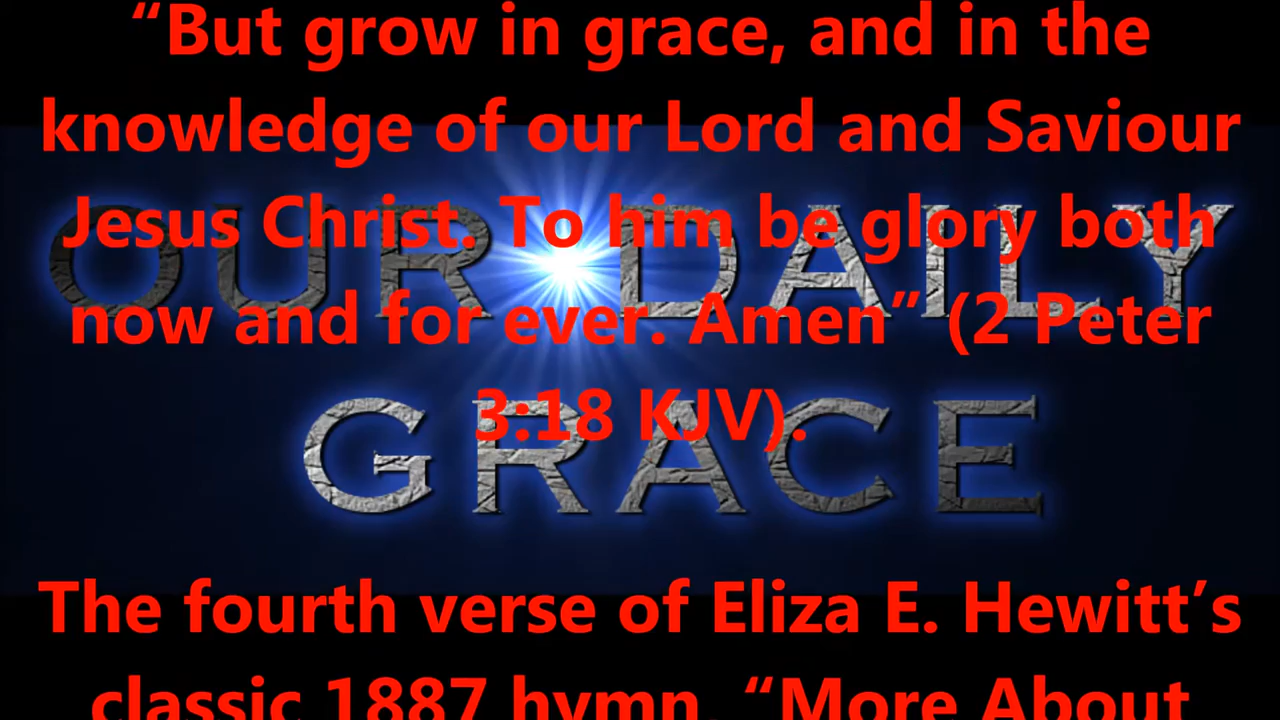 “But grow in grace, and in the
knowledge of our Lord and Saviour
Jesus Christ. To him be glory both
now and for ever. Amen” (2 Peter
3:18 KJV).
OUR DAILY
GRACE
The fourth verse of Eliza E. Hewitt’s
classic 1887 hymn, “More About